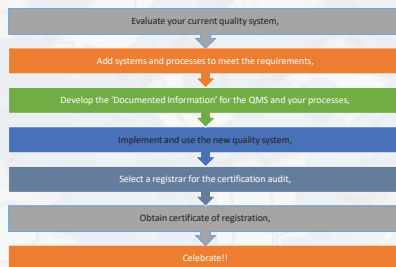 Evaluate your current quality system,
Add systems and processes to meet the requirements,
Develop the 'Documented Information' for the QMS and your processes,
Implement and use the new quality system,
Select a registrar for the certification audit,
Obtain certificate of registration,
Celebrate!!